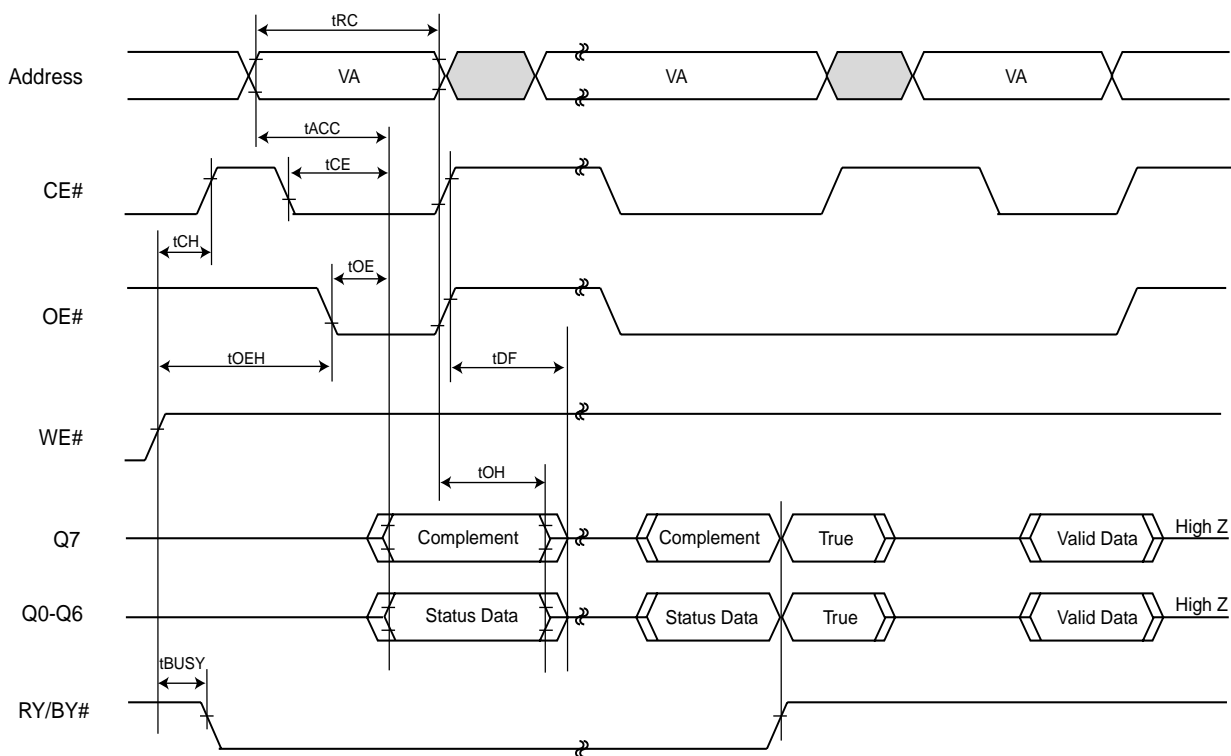 tRC
Address VA VA VA
tACC
tCE
CE#
tCH
tOE
OE#
tOEH tDF
WE#
tOH
Q7 Complement Complement True Valid Data High Z
Q0-Q6 Status Data Status Data True Valid Data High Z
tBUSY
RY/BY#